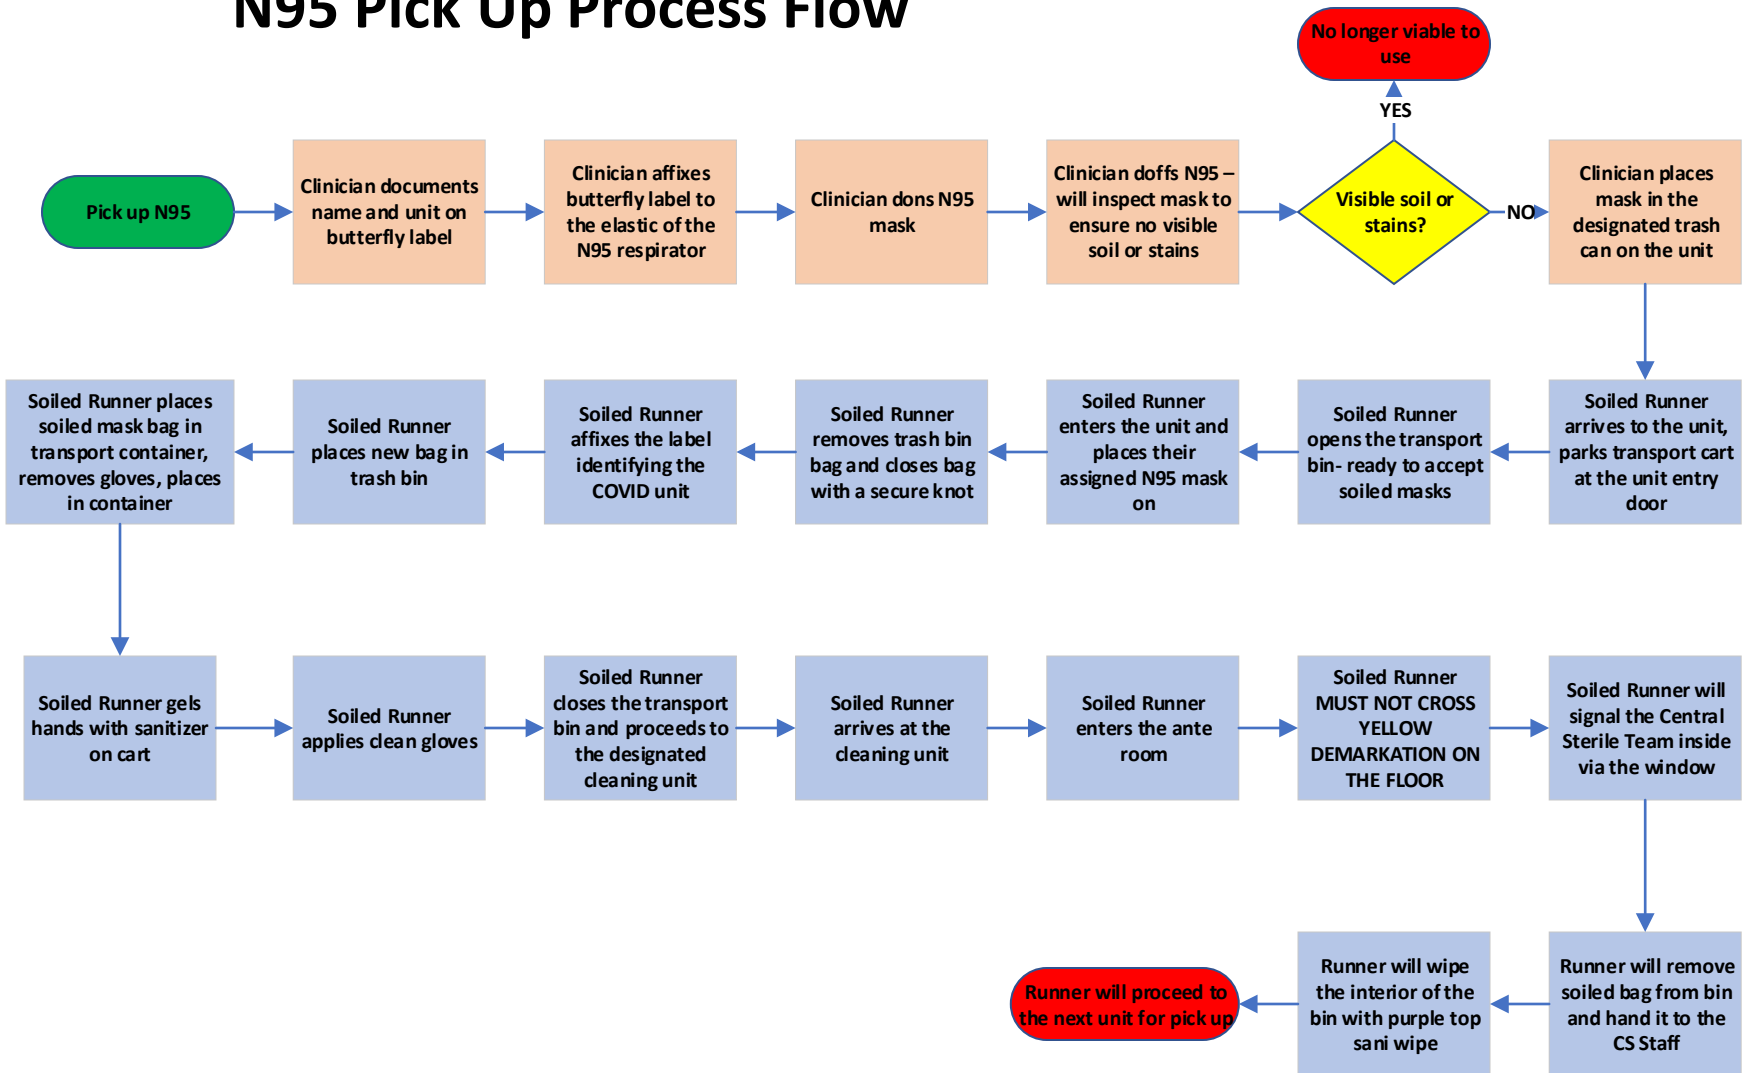 N95 Pick Up Process Flow
No longer viable to
use
YES
Pick up N95
Clinician documents
name and unit on
butterfly label
Clinician affixes
butterfly label to
the elastic of the
N95 respirator
Clinician dons N95
mask
Clinician doffs N95 –
will inspect mask to
ensure no visible
soil or stains
Visible soil or
stains?
NO
Clinician places
mask in the
designated trash
can on the unit
Soiled Runner
arrives to the unit,
parks transport cart
at the unit entry
door
Soiled Runner
opens the transport
bin- ready to accept
soiled masks
Soiled Runner
enters the unit and
places their
assigned N95 mask
on
Soiled Runner
removes trash bin
bag and closes bag
with a secure knot
Soiled Runner
affixes the label
identifying the
COVID unit
Soiled Runner
places new bag in
trash bin
Soiled Runner places
soiled mask bag in
transport container,
removes gloves, places
in container
Soiled Runner gels
hands with sanitizer
on cart
Soiled Runner
applies clean gloves
Soiled Runner
closes the transport
bin and proceeds to
the designated
cleaning unit
Soiled Runner
arrives at the
cleaning unit
Soiled Runner
enters the ante
room
Soiled Runner
MUST NOT CROSS
YELLOW
DEMARKATION ON
THE FLOOR
Soiled Runner will
signal the Central
Sterile Team inside
via the window
Runner will remove
soiled bag from bin
and hand it to the
CS Staff
Runner will wipe
the interior of the
bin with purple top
sani wipe
Runner will proceed to
the next unit for pick up